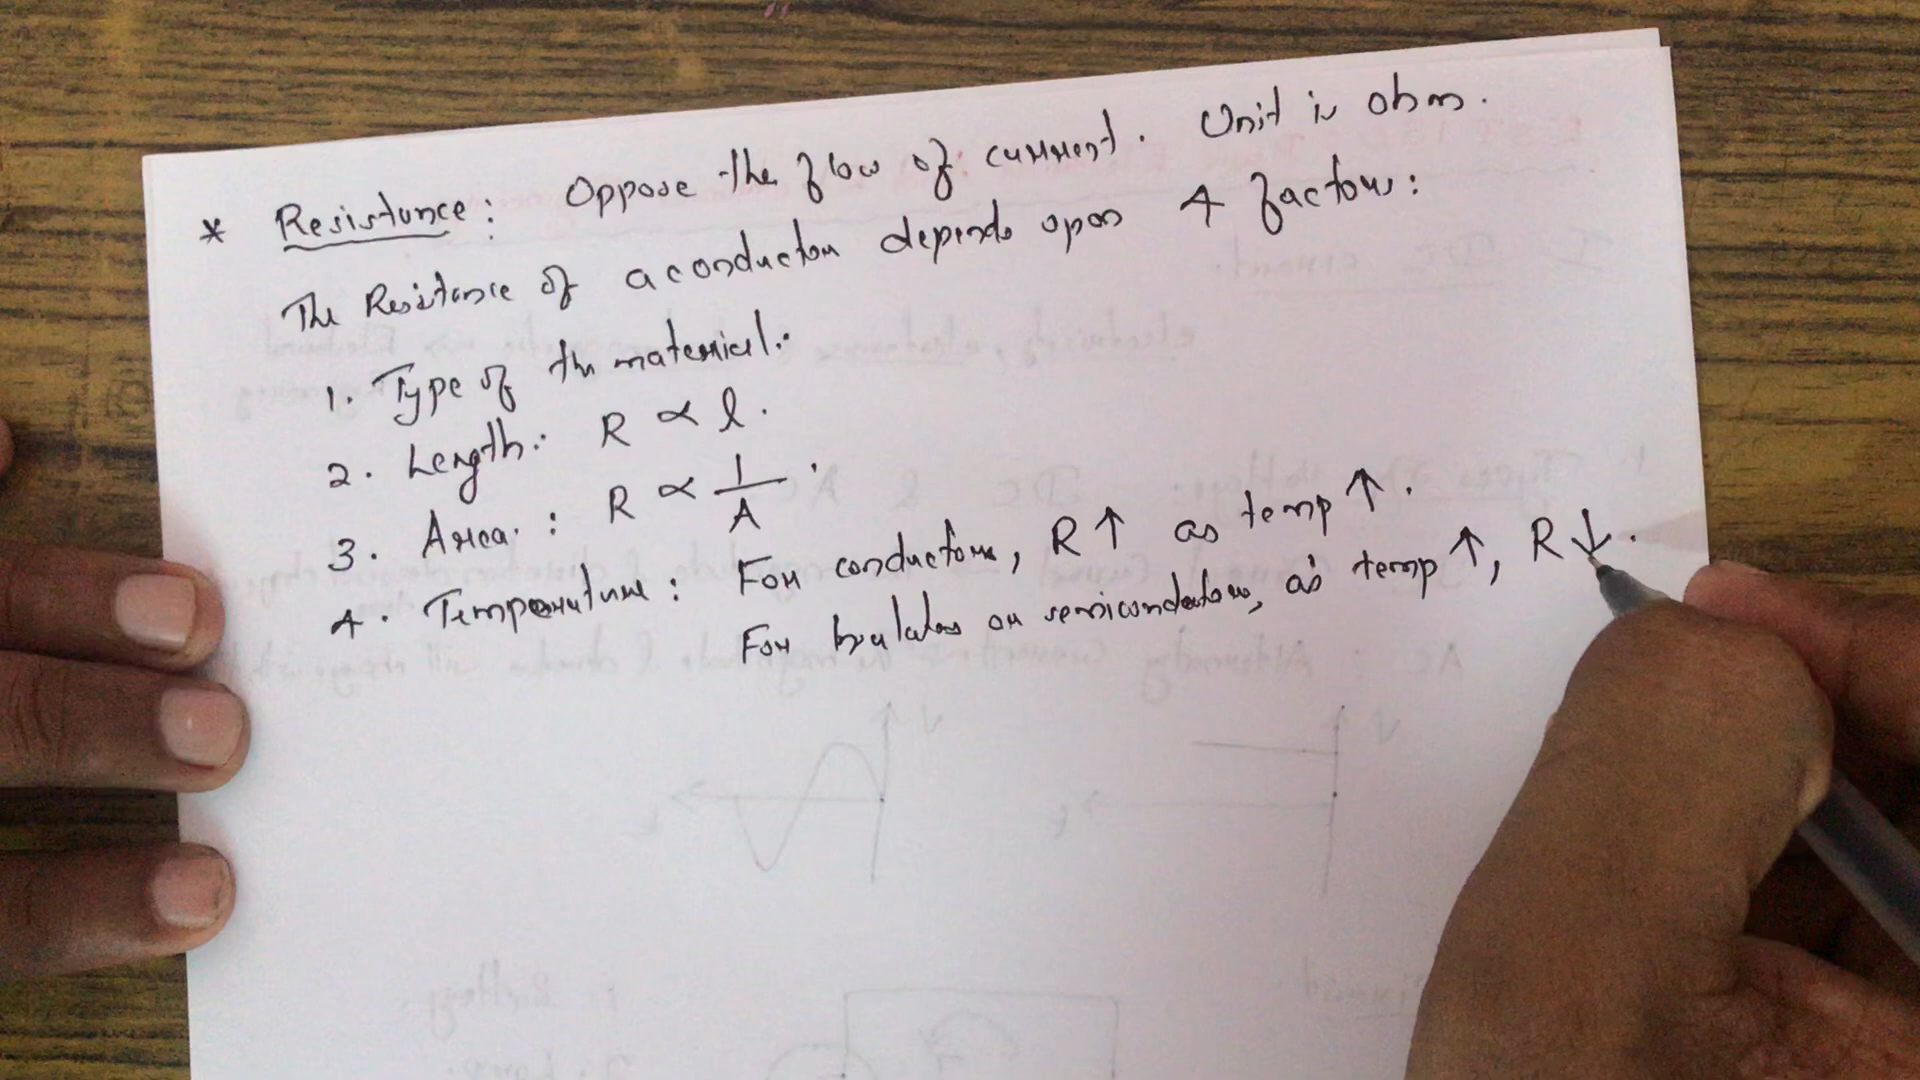 * Resistance: Oppose the flow of current. Unit is ohm.
The Resistance of a conductor depends upon 4 factors:
1. Type of the material:
2. Length: R ∝ l.
3. Area: R ∝ 1/A.
4. Temperature: For conductors, R↑ as temp↑.
For insulators or semiconductors, as temp↑, R↓.